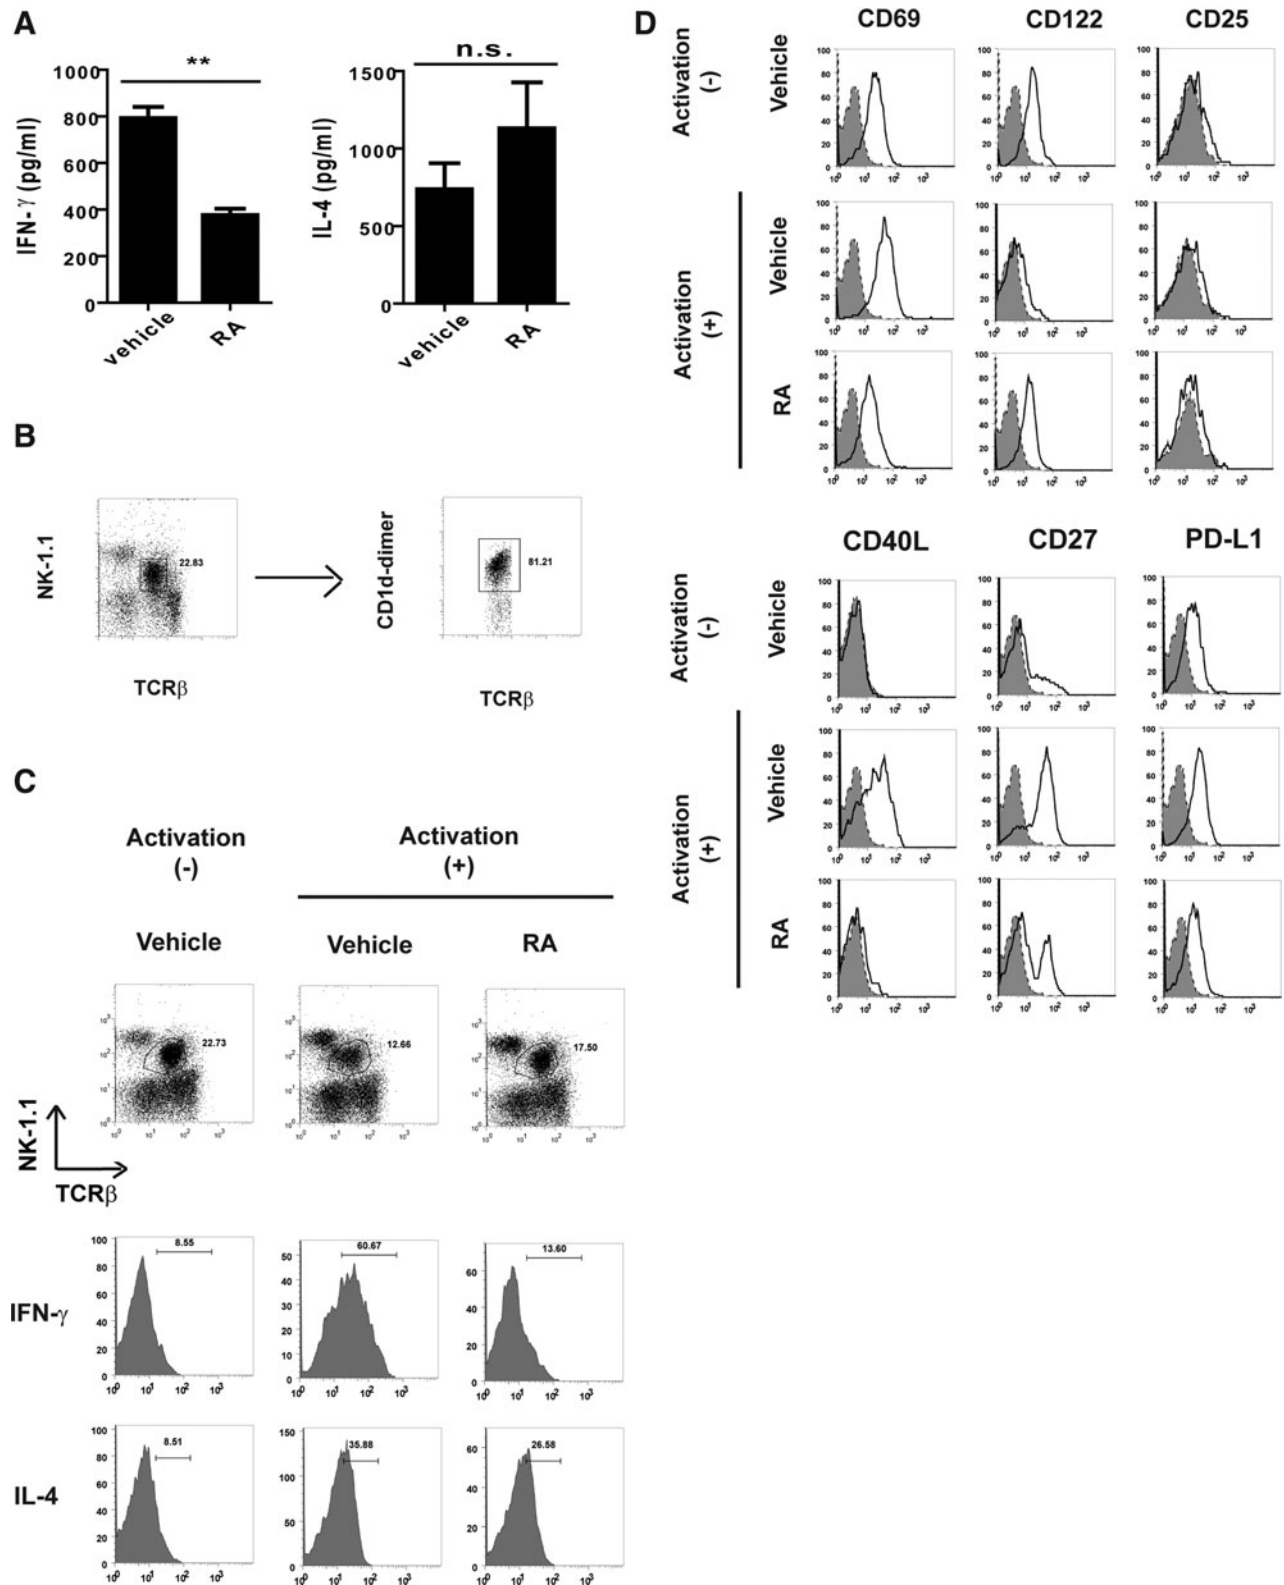 A
**
IFN-γ (pg/ml)
1000
800
600
400
200
0
vehicle
RA
n.s.
IL-4 (pg/ml)
1500
1000
500
0
vehicle
RA
B
NK-1.1
22.83
TCRβ
CD1d-dimer
81.21
TCRβ
C
Activation
(-)
Activation
(+)
Vehicle
Vehicle
RA
22.73
12.66
17.50
NK-1.1
TCRβ
IFN-γ
8.55
60.67
13.60
IL-4
8.51
35.88
26.58
D
CD69
CD122
CD25
Activation
(-)
Vehicle
Activation
(+)
Vehicle
RA
CD40L
CD27
PD-L1
Activation
(-)
Vehicle
Activation
(+)
Vehicle
RA